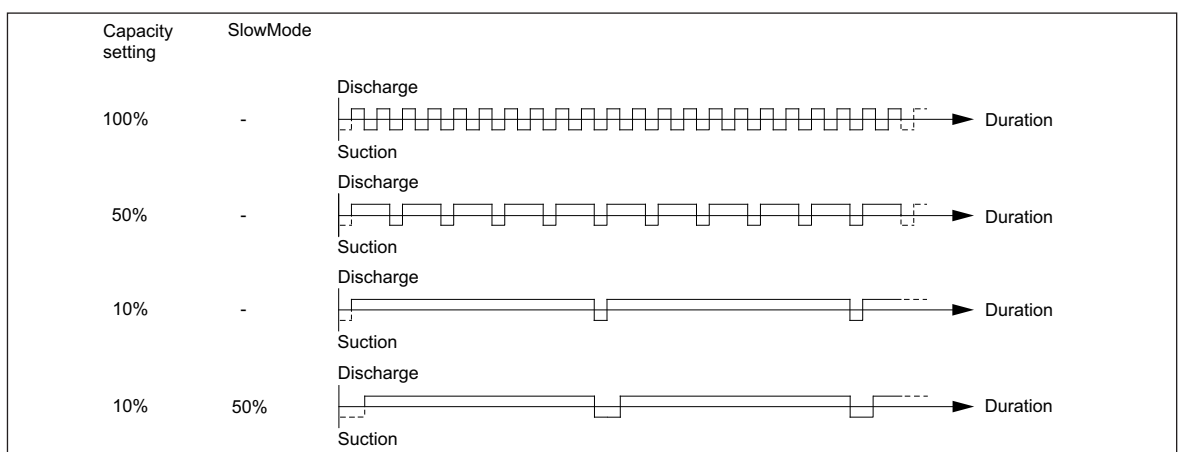 Capacity setting
SlowMode
Discharge
100%
-
Duration
Suction
Discharge
50%
-
Duration
Suction
Discharge
10%
-
Duration
Suction
Discharge
10%
50%
Duration
Suction